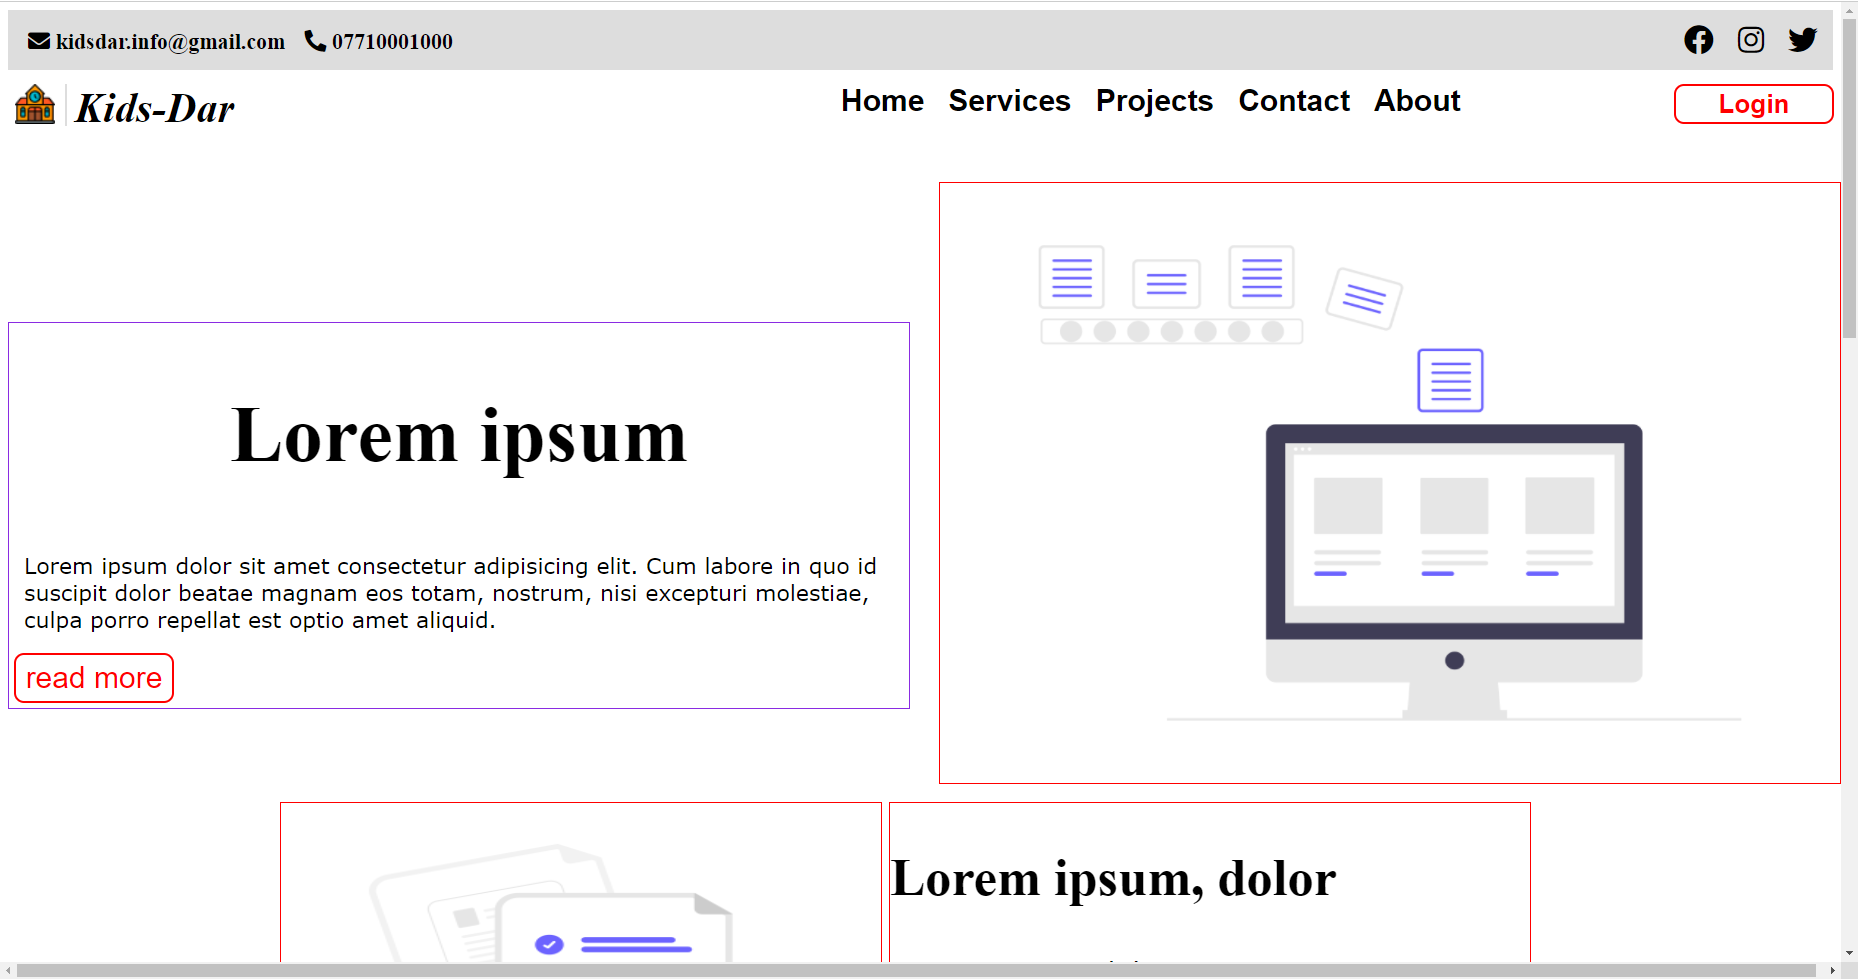 kidsdar.info@gmail.com 07710001000
Kids-Dar
Home Services Projects Contact About
Login
Lorem ipsum
Lorem ipsum dolor sit amet consectetur adipisicing elit. Cum labore in quo id
suscipit dolor beatae magnam eos totam, nostrum, nisi excepturi molestiae,
culpa porro repellat est optio amet aliquid.
read more
Lorem ipsum, dolor